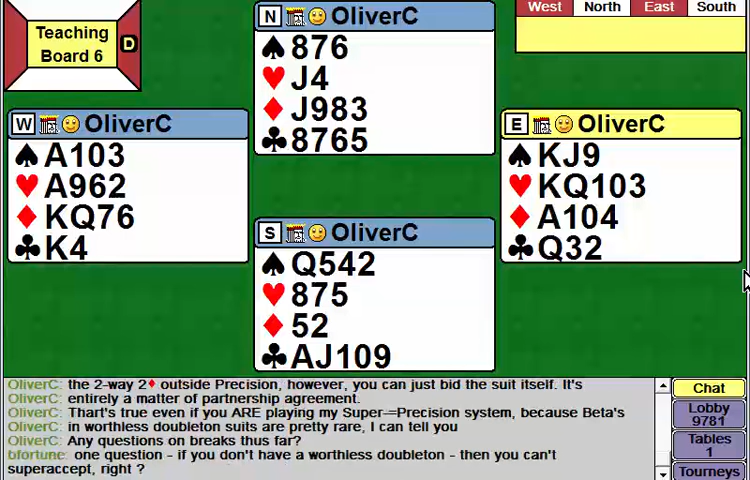 West North East South
Teaching
Board 6
D
N OliverC
♠876
♥J4
♦J983
♣8765
W OliverC
♠A103
♥A962
♦KQ76
♣K4
E OliverC
♠KJ9
♥KQ103
♦A104
♣Q32
S OliverC
♠Q542
♥875
♦52
♣AJ109
OliverC: the 2-way 2♦ outside Precision, however, you can just bid the suit itself. It's
OliverC: entirely a matter of partnership agreement.
OliverC: Thart's true even if you ARE playing my Super-=Precision system, because Beta's
OliverC: in worthless doubleton suits are pretty rare, I can tell you
OliverC: Any questions on breaks thus far?
bfortune: one question - if you don't have a worthless doubleton - then you can't
superaccept, right ?
Chat
Lobby
9781
Tables
1
Tourneys